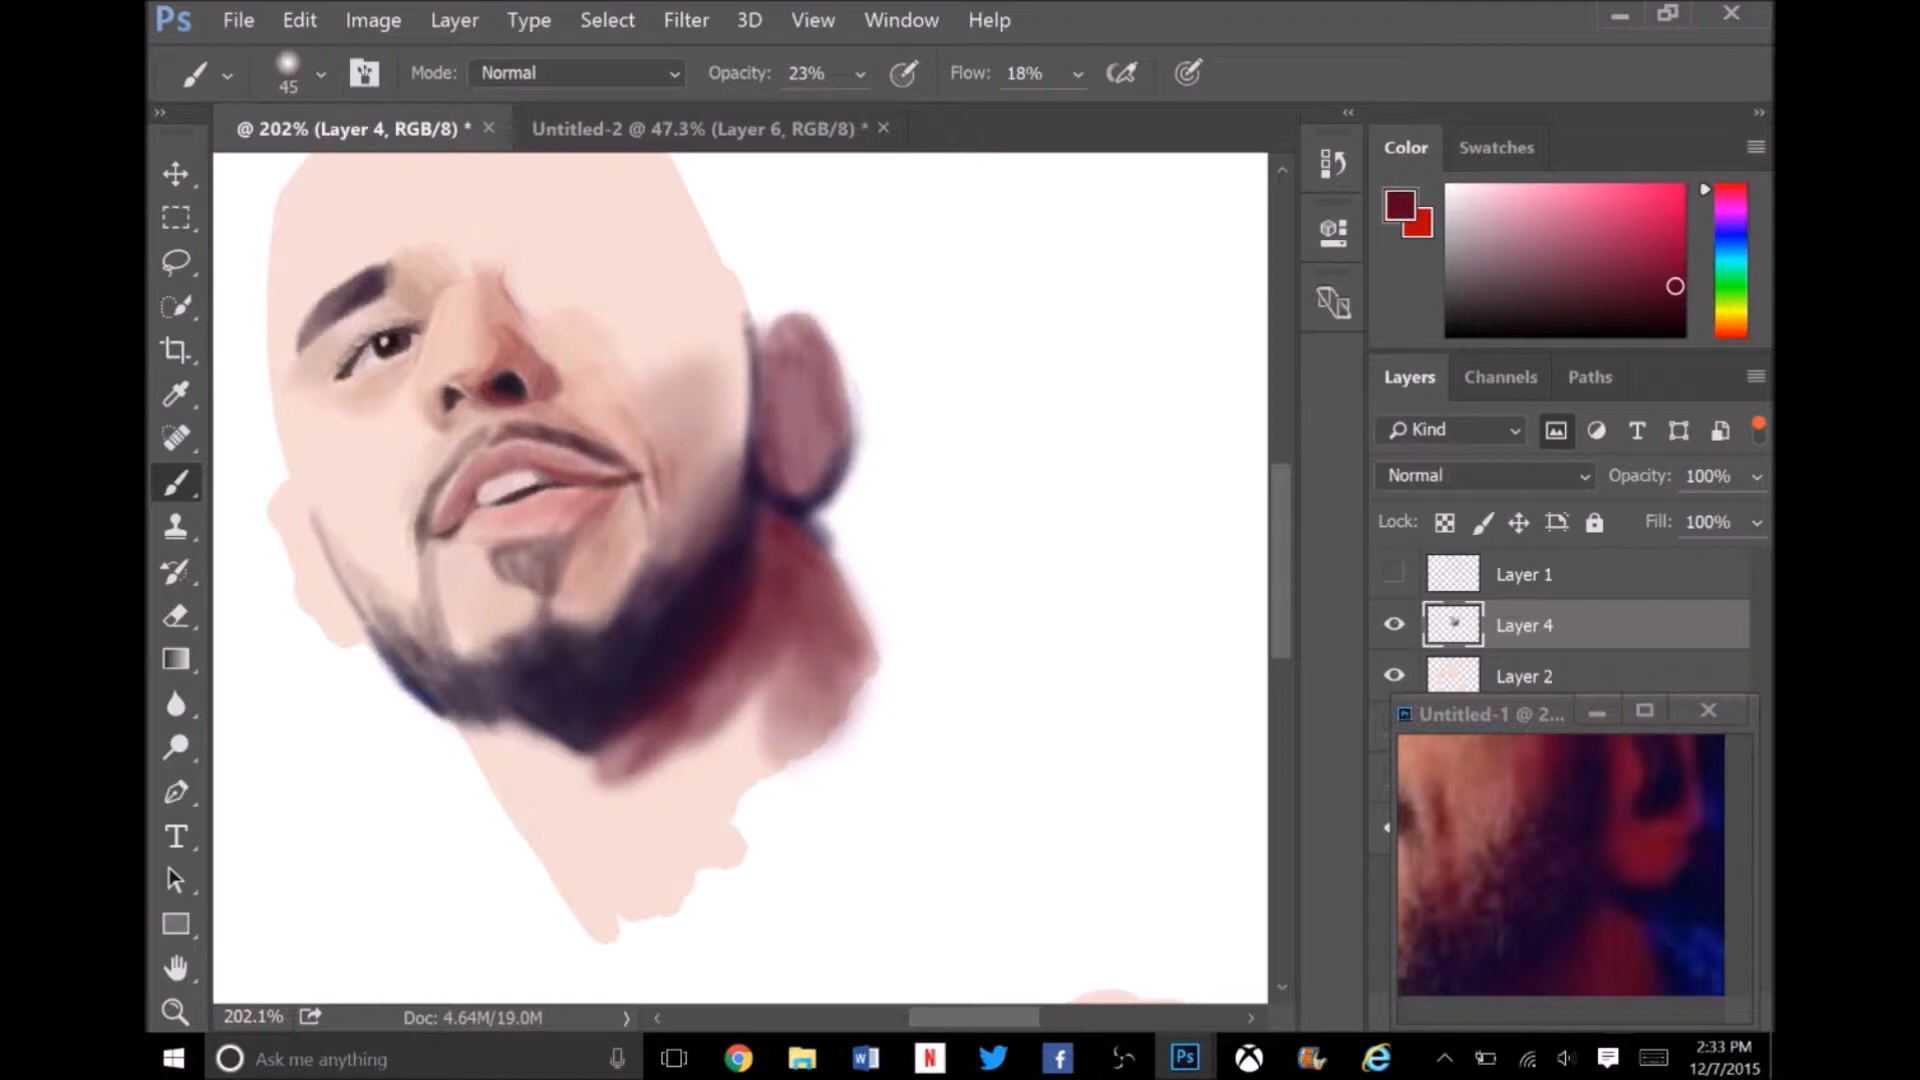 Ps File Edit Image Layer Type Select Filter 3D View Window Help
45 Mode: Normal Opacity: 23% Flow: 18%
@ 202% (Layer 4, RGB/8) * Untitled-2 @ 47.3% (Layer 6, RGB/8) *
Color Swatches
Layers Channels Paths
Kind
Normal Opacity: 100%
Lock: Fill: 100%
Layer 1
Layer 4
Layer 2
Untitled-1 @ 2...
202.1% Doc: 4.64M/19.0M
Ask me anything
2:33 PM
12/7/2015